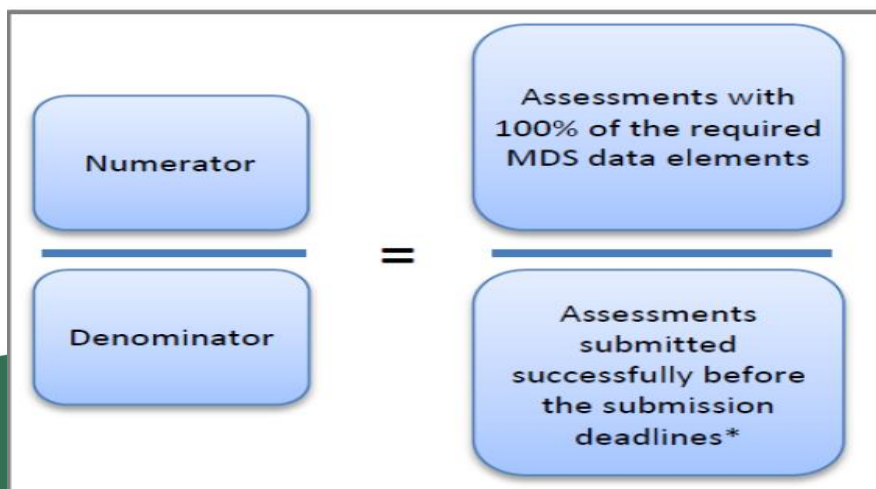 Numerator
Denominator
=
Assessments with
100% of the required
MDS data elements
Assessments
submitted
successfully before
the submission
deadlines*